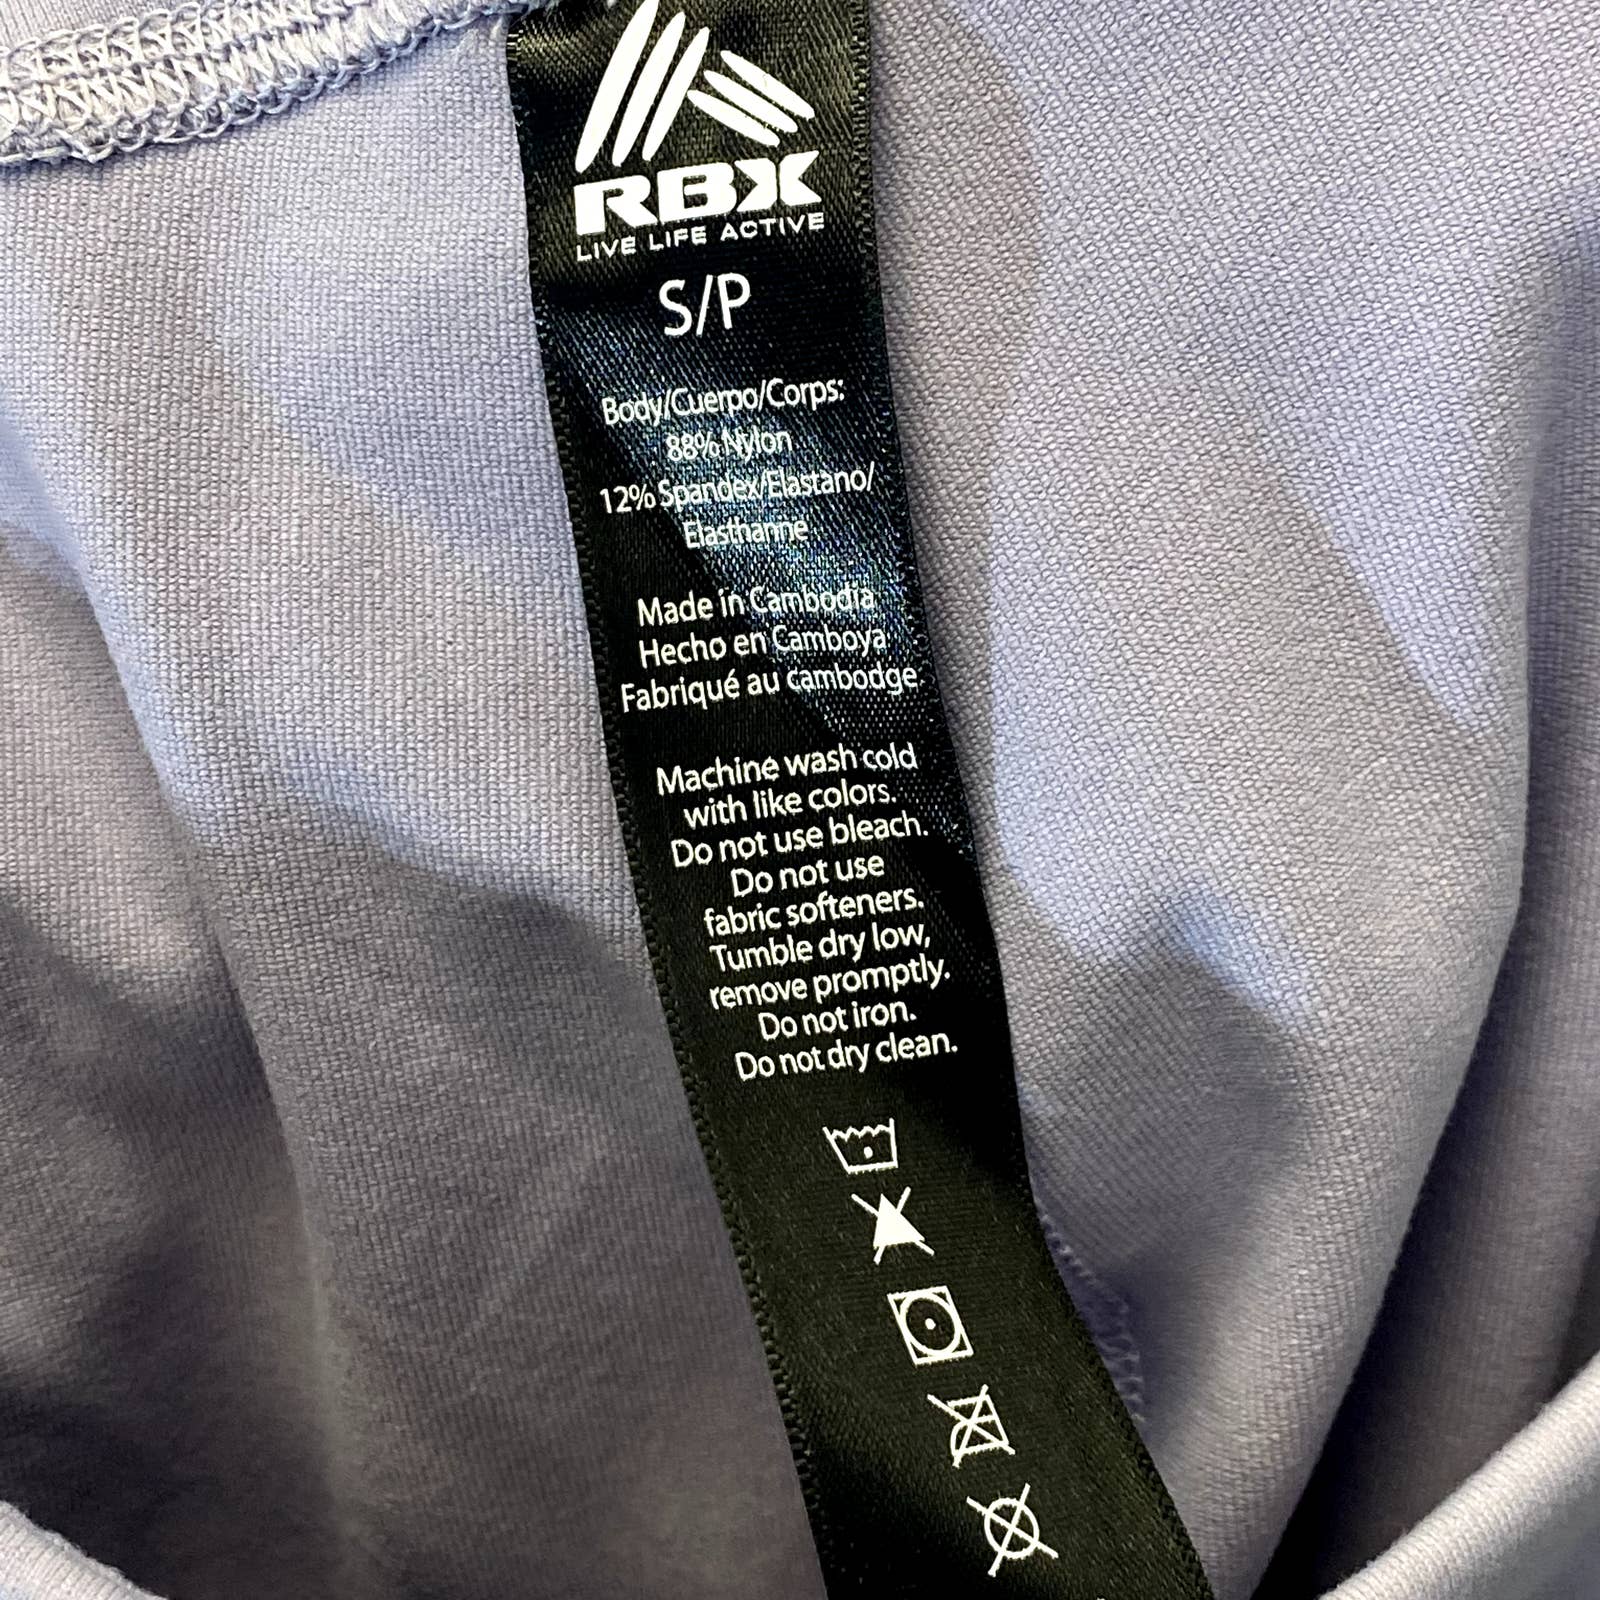 RBX
LIVE LIFE ACTIVE
S/P
Body/Cuerpo/Corps:
88% Nylon
12% Spandex/Elastano/
Elasthanne
Made in Cambodia
Hecho en Camboya
Fabriqué au cambodge
Machine wash cold
with like colors.
Do not use bleach.
Do not use
fabric softeners.
Tumble dry low,
remove promptly.
Do not iron.
Do not dry clean.